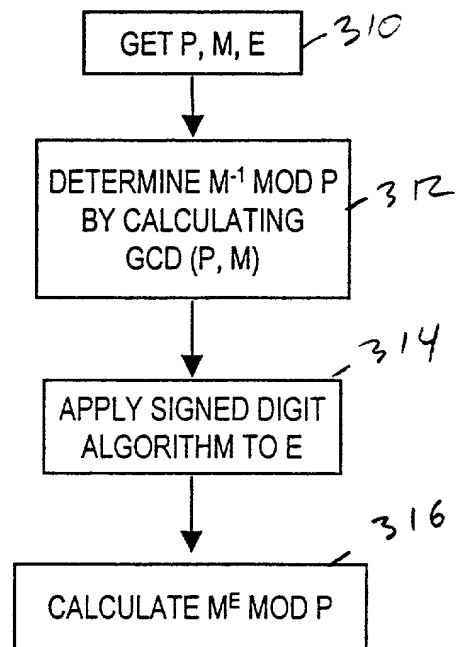 GET P, M, E
310
DETERMINE M⁻¹ MOD P
BY CALCULATING
GCD (P, M)
312
314
APPLY SIGNED DIGIT
ALGORITHM TO E
316
CALCULATE Mᴱ MOD P